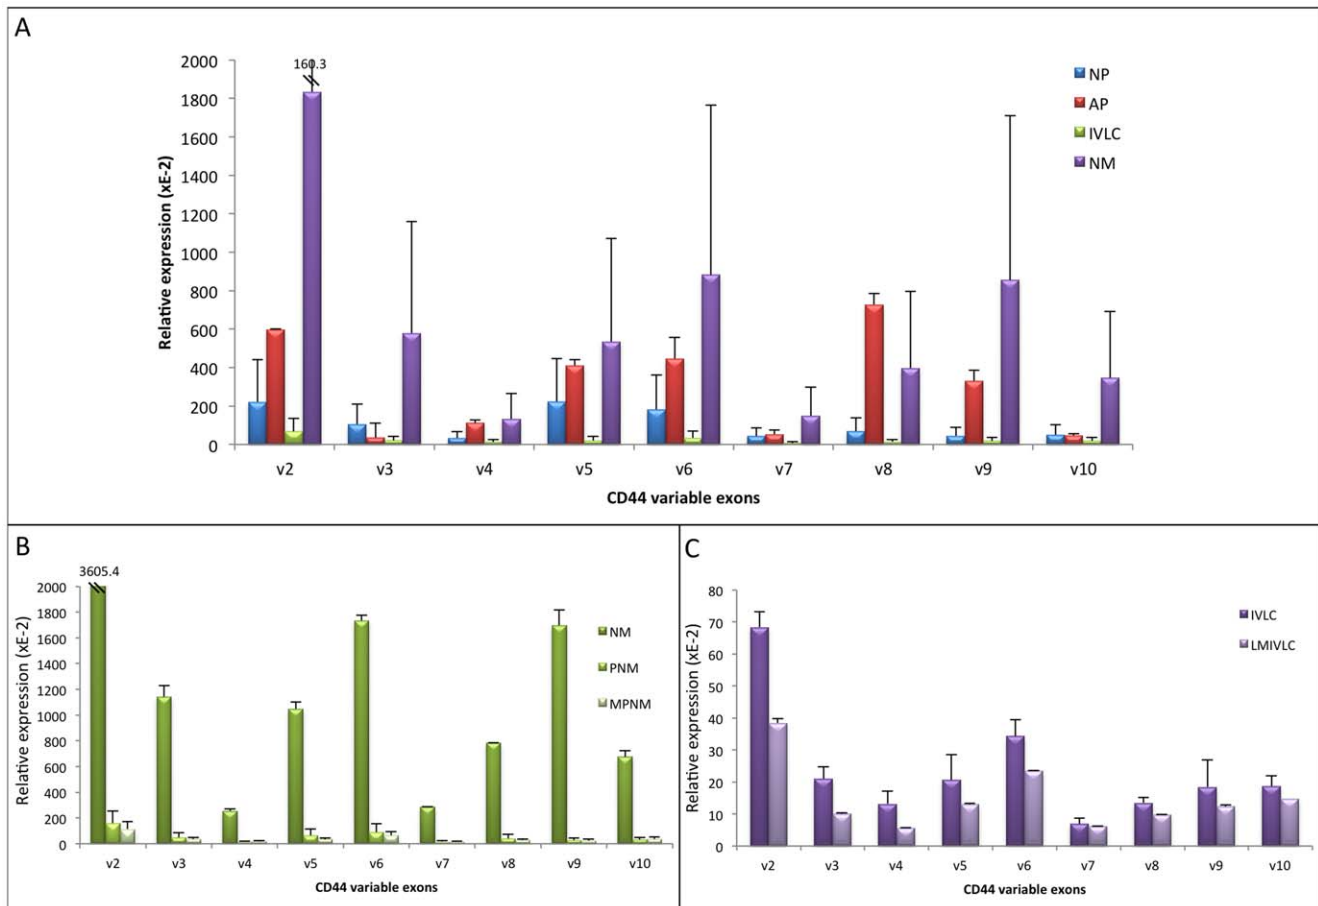 A
160.3
2000
1800
1600
1400
1200
1000
800
600
400
200
0
Relative expression (xE-2)
v2 v3 v4 v5 v6 v7 v8 v9 v10
CD44 variable exons
NP
AP
IVLC
NM
B
3605.4
2000
1800
1600
1400
1200
1000
800
600
400
200
0
Relative expression (xE-2)
v2 v3 v4 v5 v6 v7 v8 v9 v10
CD44 variable exons
NM
PNM
MPNM
C
80
70
60
50
40
30
20
10
0
Relative expression (xE-2)
v2 v3 v4 v5 v6 v7 v8 v9 v10
CD44 variable exons
IVLC
LMIVLC